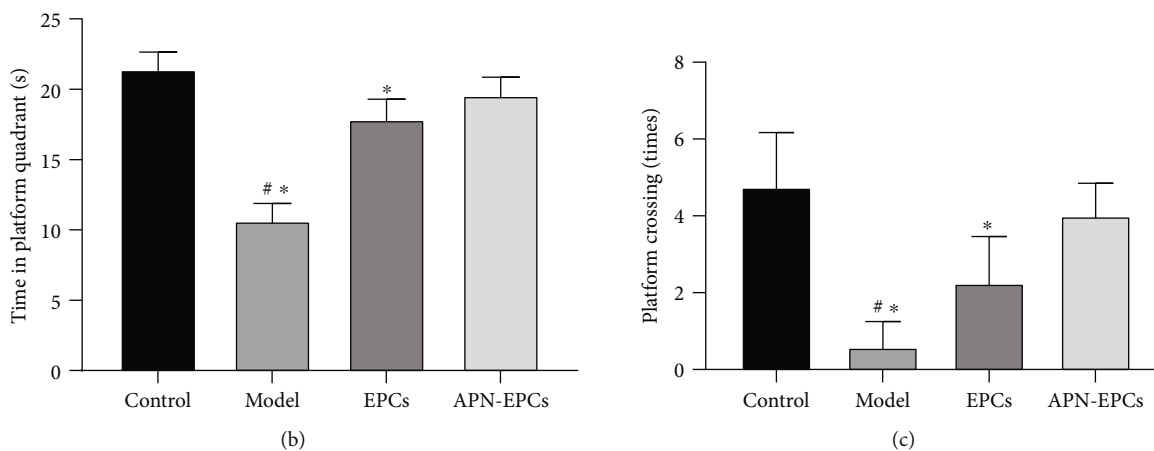 Time in platform quadrant (s)
25
20
15
10
5
0
# *
*
Control Model EPCs APN-EPCs
(b)
Platform crossing (times)
8
6
4
2
0
# *
*
Control Model EPCs APN-EPCs
(c)